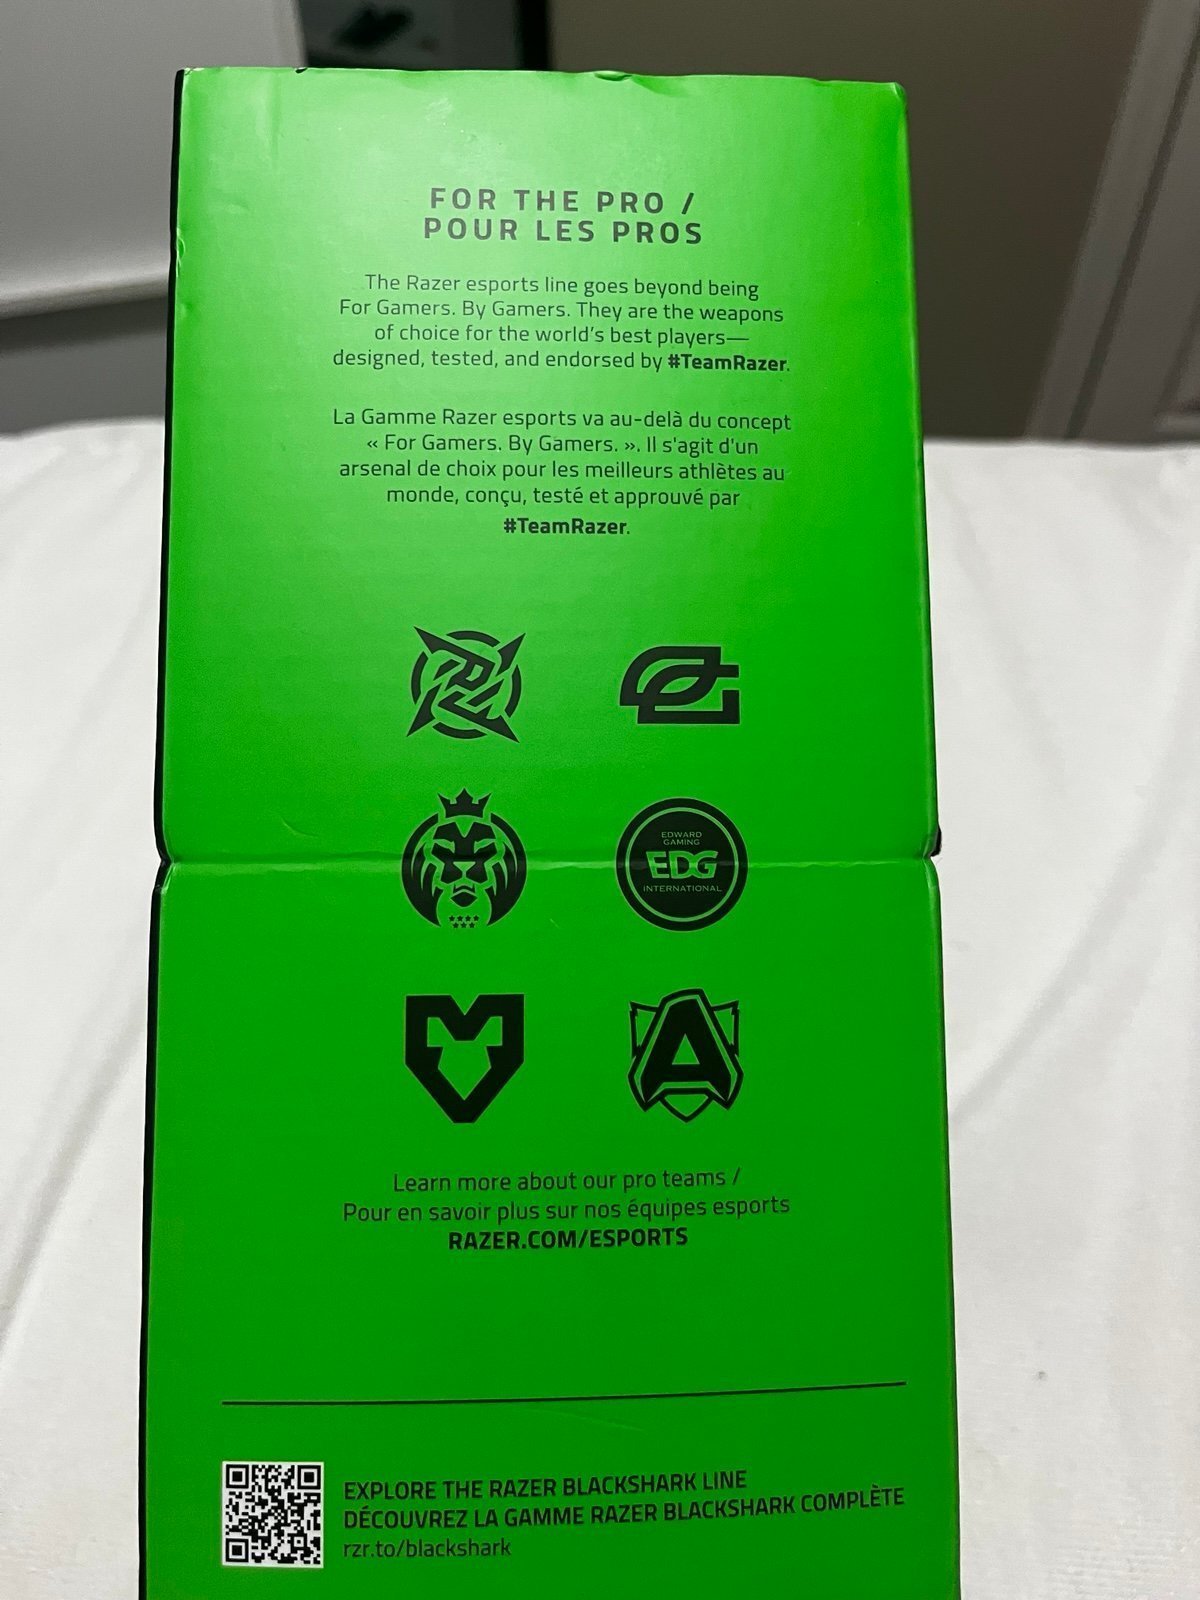 FOR THE PRO /
POUR LES PROS
The Razer esports line goes beyond being
For Gamers. By Gamers. They are the weapons
of choice for the world's best players—
designed, tested, and endorsed by #TeamRazer.
La Gamme Razer esports va au-delà du concept
« For Gamers. By Gamers. ». Il s'agit d'un
arsenal de choix pour les meilleurs athlètes au
monde, conçu, testé et approuvé par
#TeamRazer.
EDWARD
GAMING
EDG
INTERNATIONAL
A
Learn more about our pro teams /
Pour en savoir plus sur nos équipes esports
RAZER.COM/ESPORTS
EXPLORE THE RAZER BLACKSHARK LINE
DÉCOUVREZ LA GAMME RAZER BLACKSHARK COMPLÈTE
rzr.to/blackshark